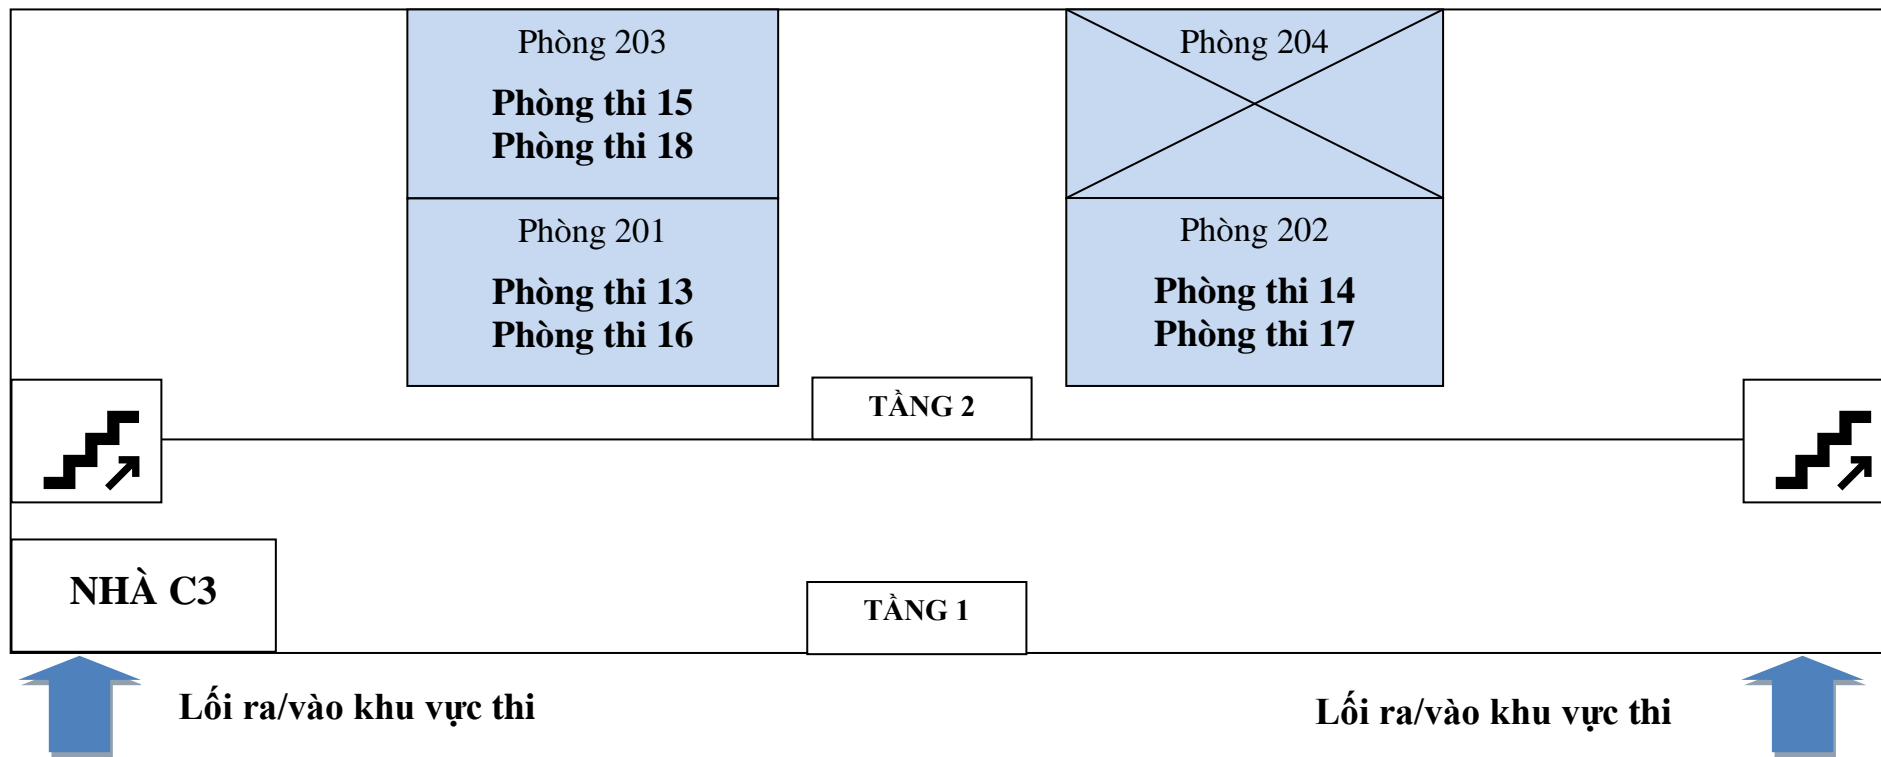 Phòng 203
Phòng thi 15
Phòng thi 18
Phòng 204
Phòng 201
Phòng thi 13
Phòng thi 16
Phòng 202
Phòng thi 14
Phòng thi 17
TẦNG 2
NHÀ C3
TẦNG 1
Lối ra/vào khu vực thi
Lối ra/vào khu vực thi